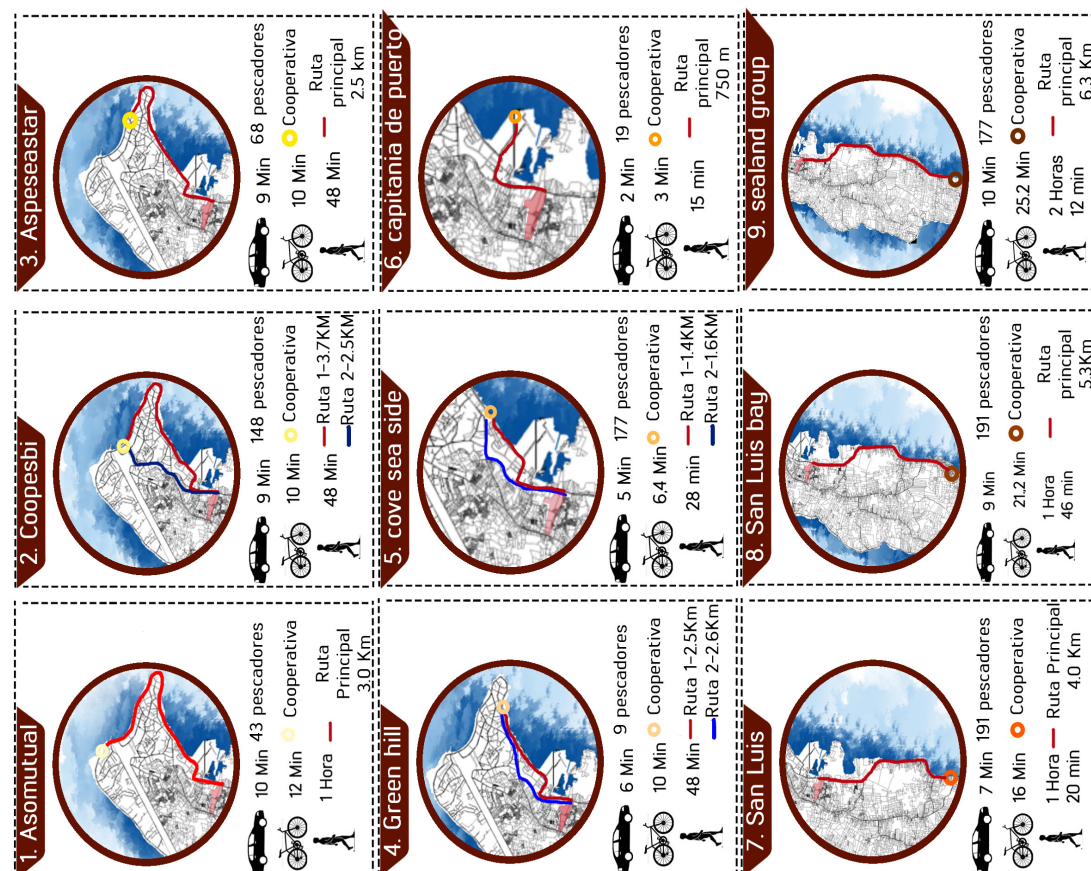 1. Asomutual
10 Min 43 pescadores
12 Min Cooperativa
1 Hora Ruta
Principal
3.0 Km
2. Coopesbi
9 Min 148 pescadores
10 Min Cooperativa
48 Min Ruta 1-3.7KM
Ruta 2-2.5KM
3. Aspeseastar
9 Min 68 pescadores
10 Min Cooperativa
48 Min Ruta
principal
2.5 km
4. Green hill
6 Min 9 pescadores
10 Min Cooperativa
48 Min Ruta 1-2.5Km
Ruta 2-2.6Km
5. cove sea side
5 Min 177 pescadores
6.4 Min Cooperativa
28 min Ruta 1-1.4KM
Ruta 2-1.6KM
6. capitania de puerto
2 Min 19 pescadores
3 Min Cooperativa
15 min Ruta
principal
750 m
7. San Luis
7 Min 191 pescadores
16 Min Cooperativa
1 Hora Ruta Principal
20 min 4.0 Km
8. San Luis bay
9 Min 191 pescadores
21.2 Min Cooperativa
1 Hora Ruta
46 min principal
5.3Km
9. sealand group
10 Min 177 pescadores
25.2 Min Cooperativa
2 Horas Ruta
12 min principal
6.3 Km